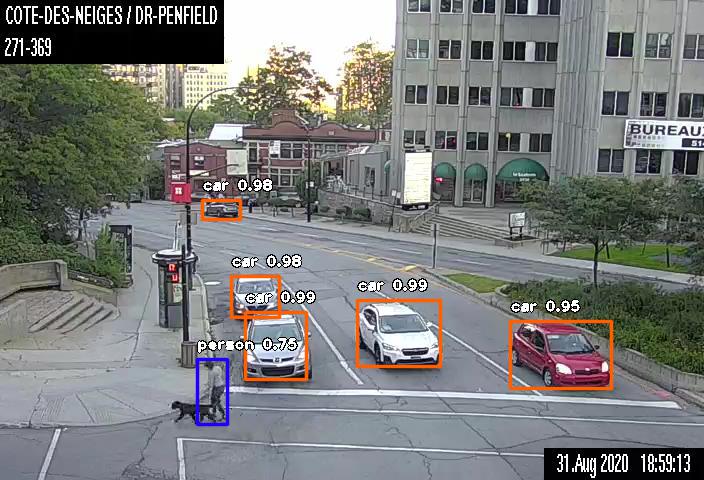 COTE-DES-NEIGES / DR-PENFIELD
271-369
BUREAUX
514
car 0.98
car 0.98
car 0.99
car 0.99
car 0.95
person 0.75
31.Aug 2020 18:59:13